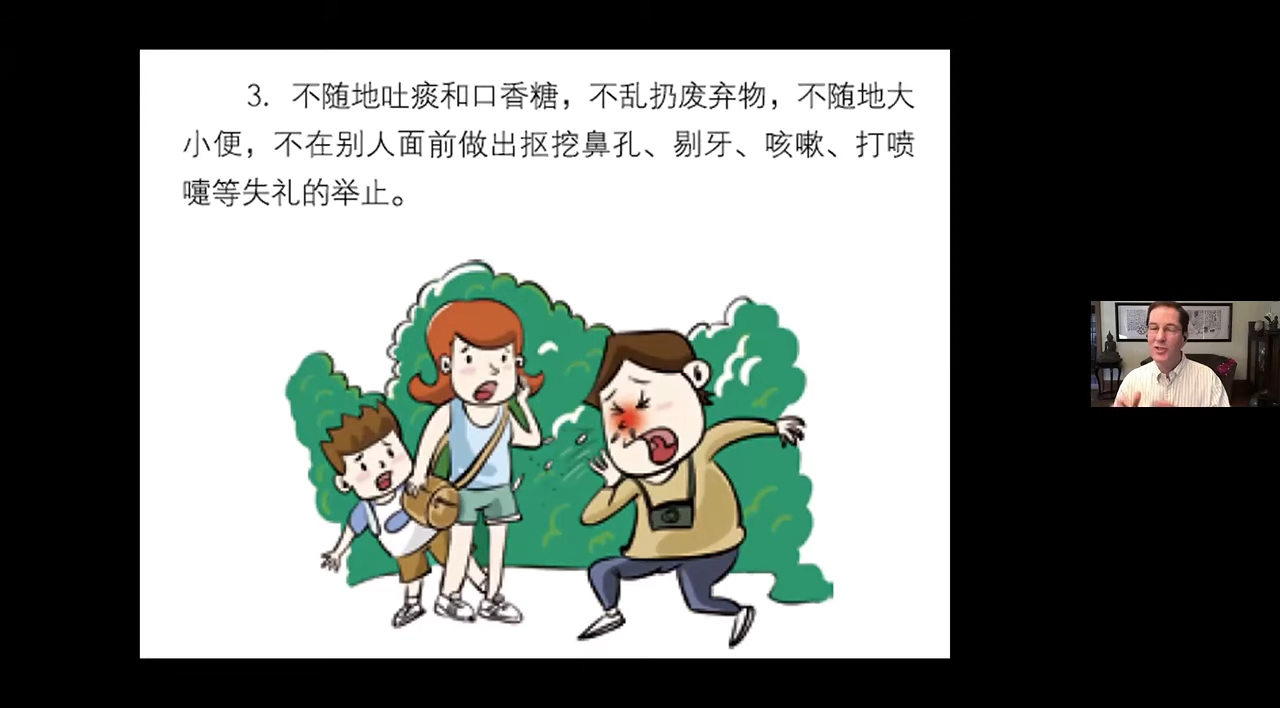 3. 不随地吐痰和口香糖，不乱扔废弃物，不随地大
小便，不在别人面前做出抠挖鼻孔、剔牙、咳嗽、打喷
嚏等失礼的举止。